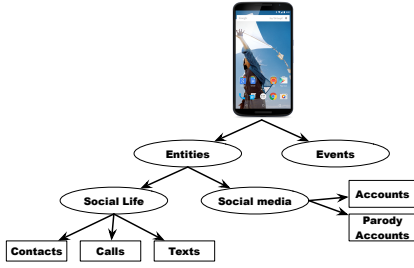 Entities
Events
Social Life
Social media
Accounts
Parody
Accounts
Contacts
Calls
Texts